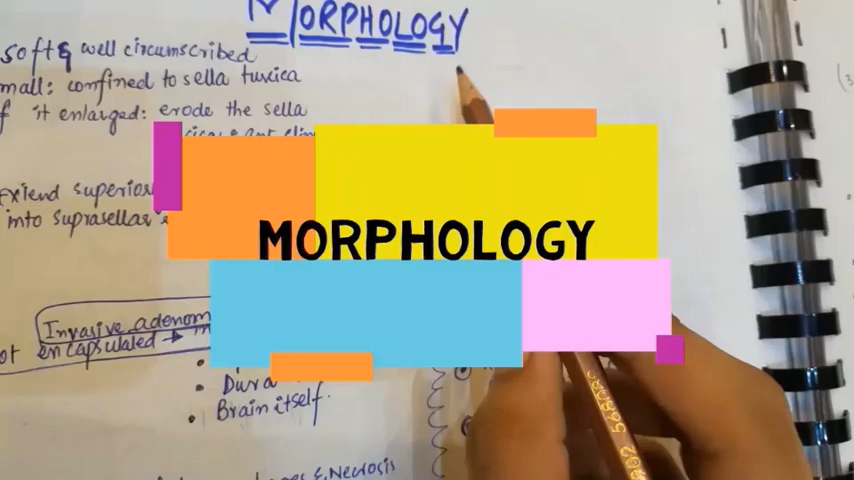 MORPHOLOGY
soft & well circumscribed
mall: confined to sella turcica
f it enlarged: erode the sella
Extend superior
into suprasellar
MORPHOLOGY
Invasive adenom
ot encapsulated →
• Dura
• Brain itself.
& Necrosis